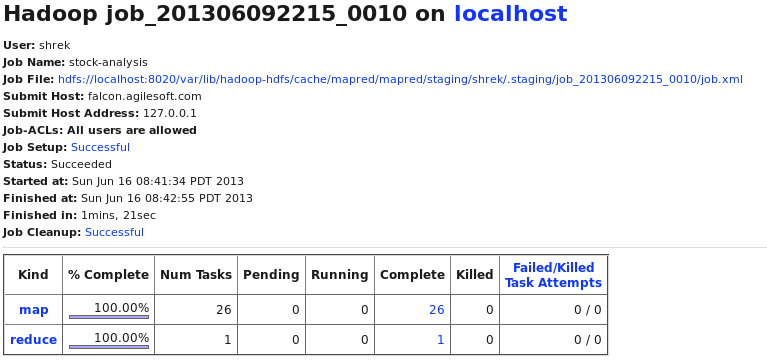 Hadoop job_201306092215_0010 on localhost
User: shrek
Job Name: stock-analysis
Job File: hdfs://localhost:8020/var/lib/hadoop-hdfs/cache/mapred/mapred/staging/shrek/.staging/job_201306092215_0010/job.xml
Submit Host: falcon.agilesoft.com
Submit Host Address: 127.0.0.1
Job-ACLs: All users are allowed
Job Setup: Successful
Status: Succeeded
Started at: Sun Jun 16 08:41:34 PDT 2013
Finished at: Sun Jun 16 08:42:55 PDT 2013
Finished in: 1mins, 21sec
Job Cleanup: Successful
Kind % Complete Num Tasks Pending Running Complete Killed Failed/Killed
Task Attempts
map 100.00% 26 0 0 26 0 0 / 0
reduce 100.00% 1 0 0 1 0 0 / 0